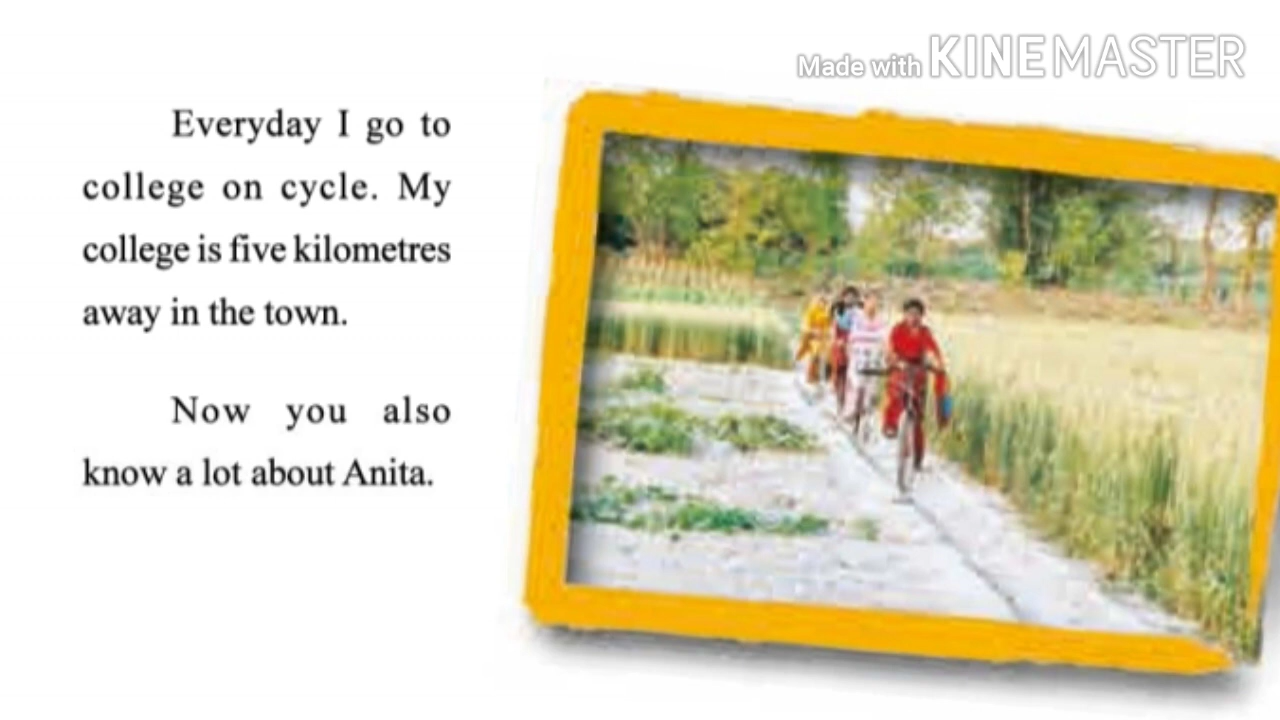 Made with KINEMASTER
Everyday I go to
college on cycle. My
college is five kilometres
away in the town.
Now you also
know a lot about Anita.